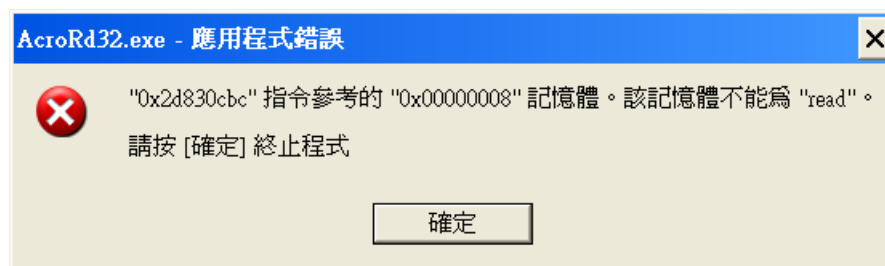 AcroRd32.exe - 應用程式錯誤
"0x2d830cbc" 指令參考的 "0x00000008" 記憶體。該記憶體不能為 "read"。
請按 [確定] 終止程式
確定